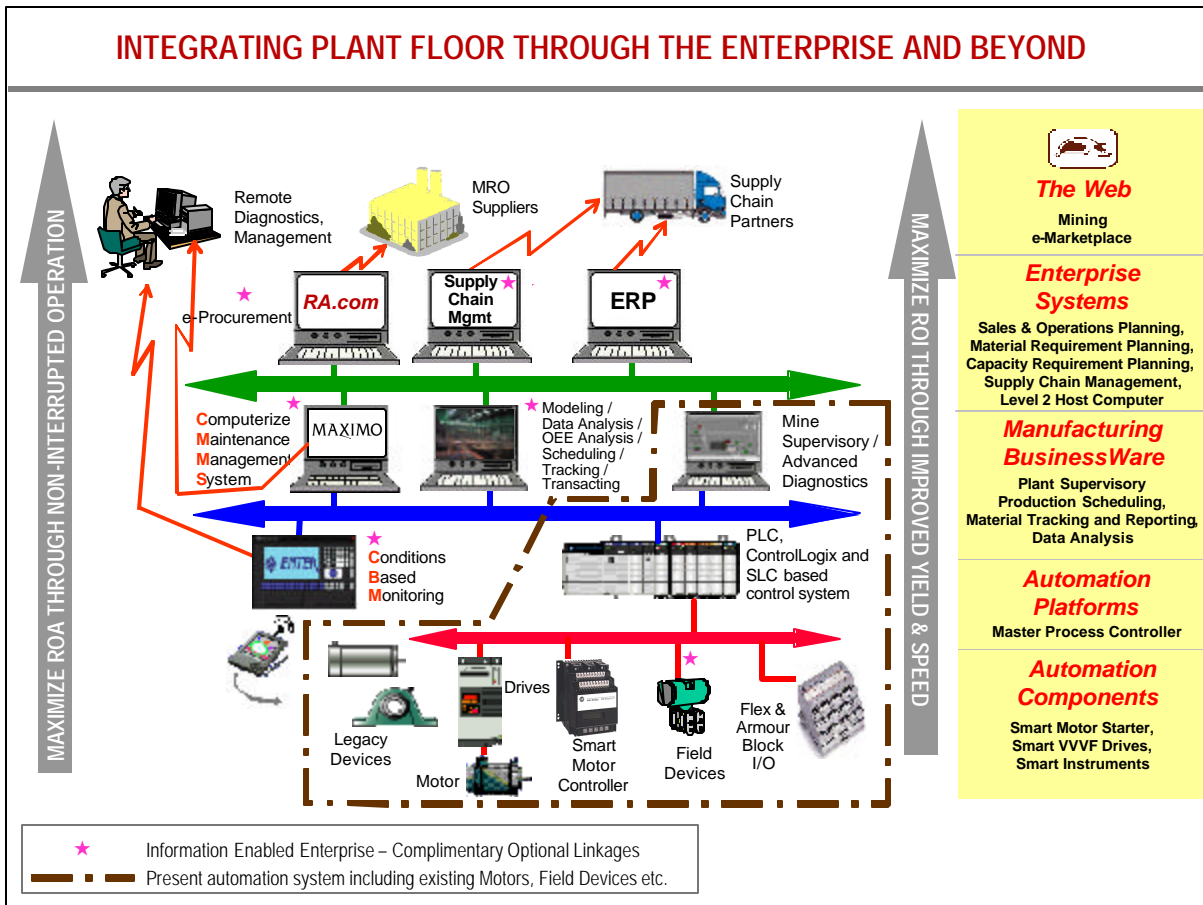 INTEGRATING PLANT FLOOR THROUGH THE ENTERPRISE AND BEYOND
MAXIMIZE ROA THROUGH NON-INTERRUPTED OPERATION
Remote
Diagnostics,
Management
MRO
Suppliers
Supply
Chain
Partners
e-Procurement
RA.com
Supply
Chain
Mgmt
ERP
Computerize
Maintenance
Management
System
MAXIMO
Modeling /
Data Analysis /
OEE Analysis /
Scheduling /
Tracking /
Transacting
Mine
Supervisory /
Advanced
Diagnostics
ENTEK
Conditions
Based
Monitoring
PLC,
ControlLogix and
SLC based
control system
Legacy
Devices
Drives
Motor
Smart
Motor
Controller
Field
Devices
Flex &
Armour
Block
I/O
MAXIMIZE ROI THROUGH IMPROVED YIELD & SPEED
The Web
Mining
e-Marketplace
Enterprise
Systems
Sales & Operations Planning,
Material Requirement Planning,
Capacity Requirement Planning,
Supply Chain Management,
Level 2 Host Computer
Manufacturing
BusinessWare
Plant Supervisory
Production Scheduling,
Material Tracking and Reporting,
Data Analysis
Automation
Platforms
Master Process Controller
Automation
Components
Smart Motor Starter,
Smart VVVF Drives,
Smart Instruments
Information Enabled Enterprise – Complimentary Optional Linkages
Present automation system including existing Motors, Field Devices etc.